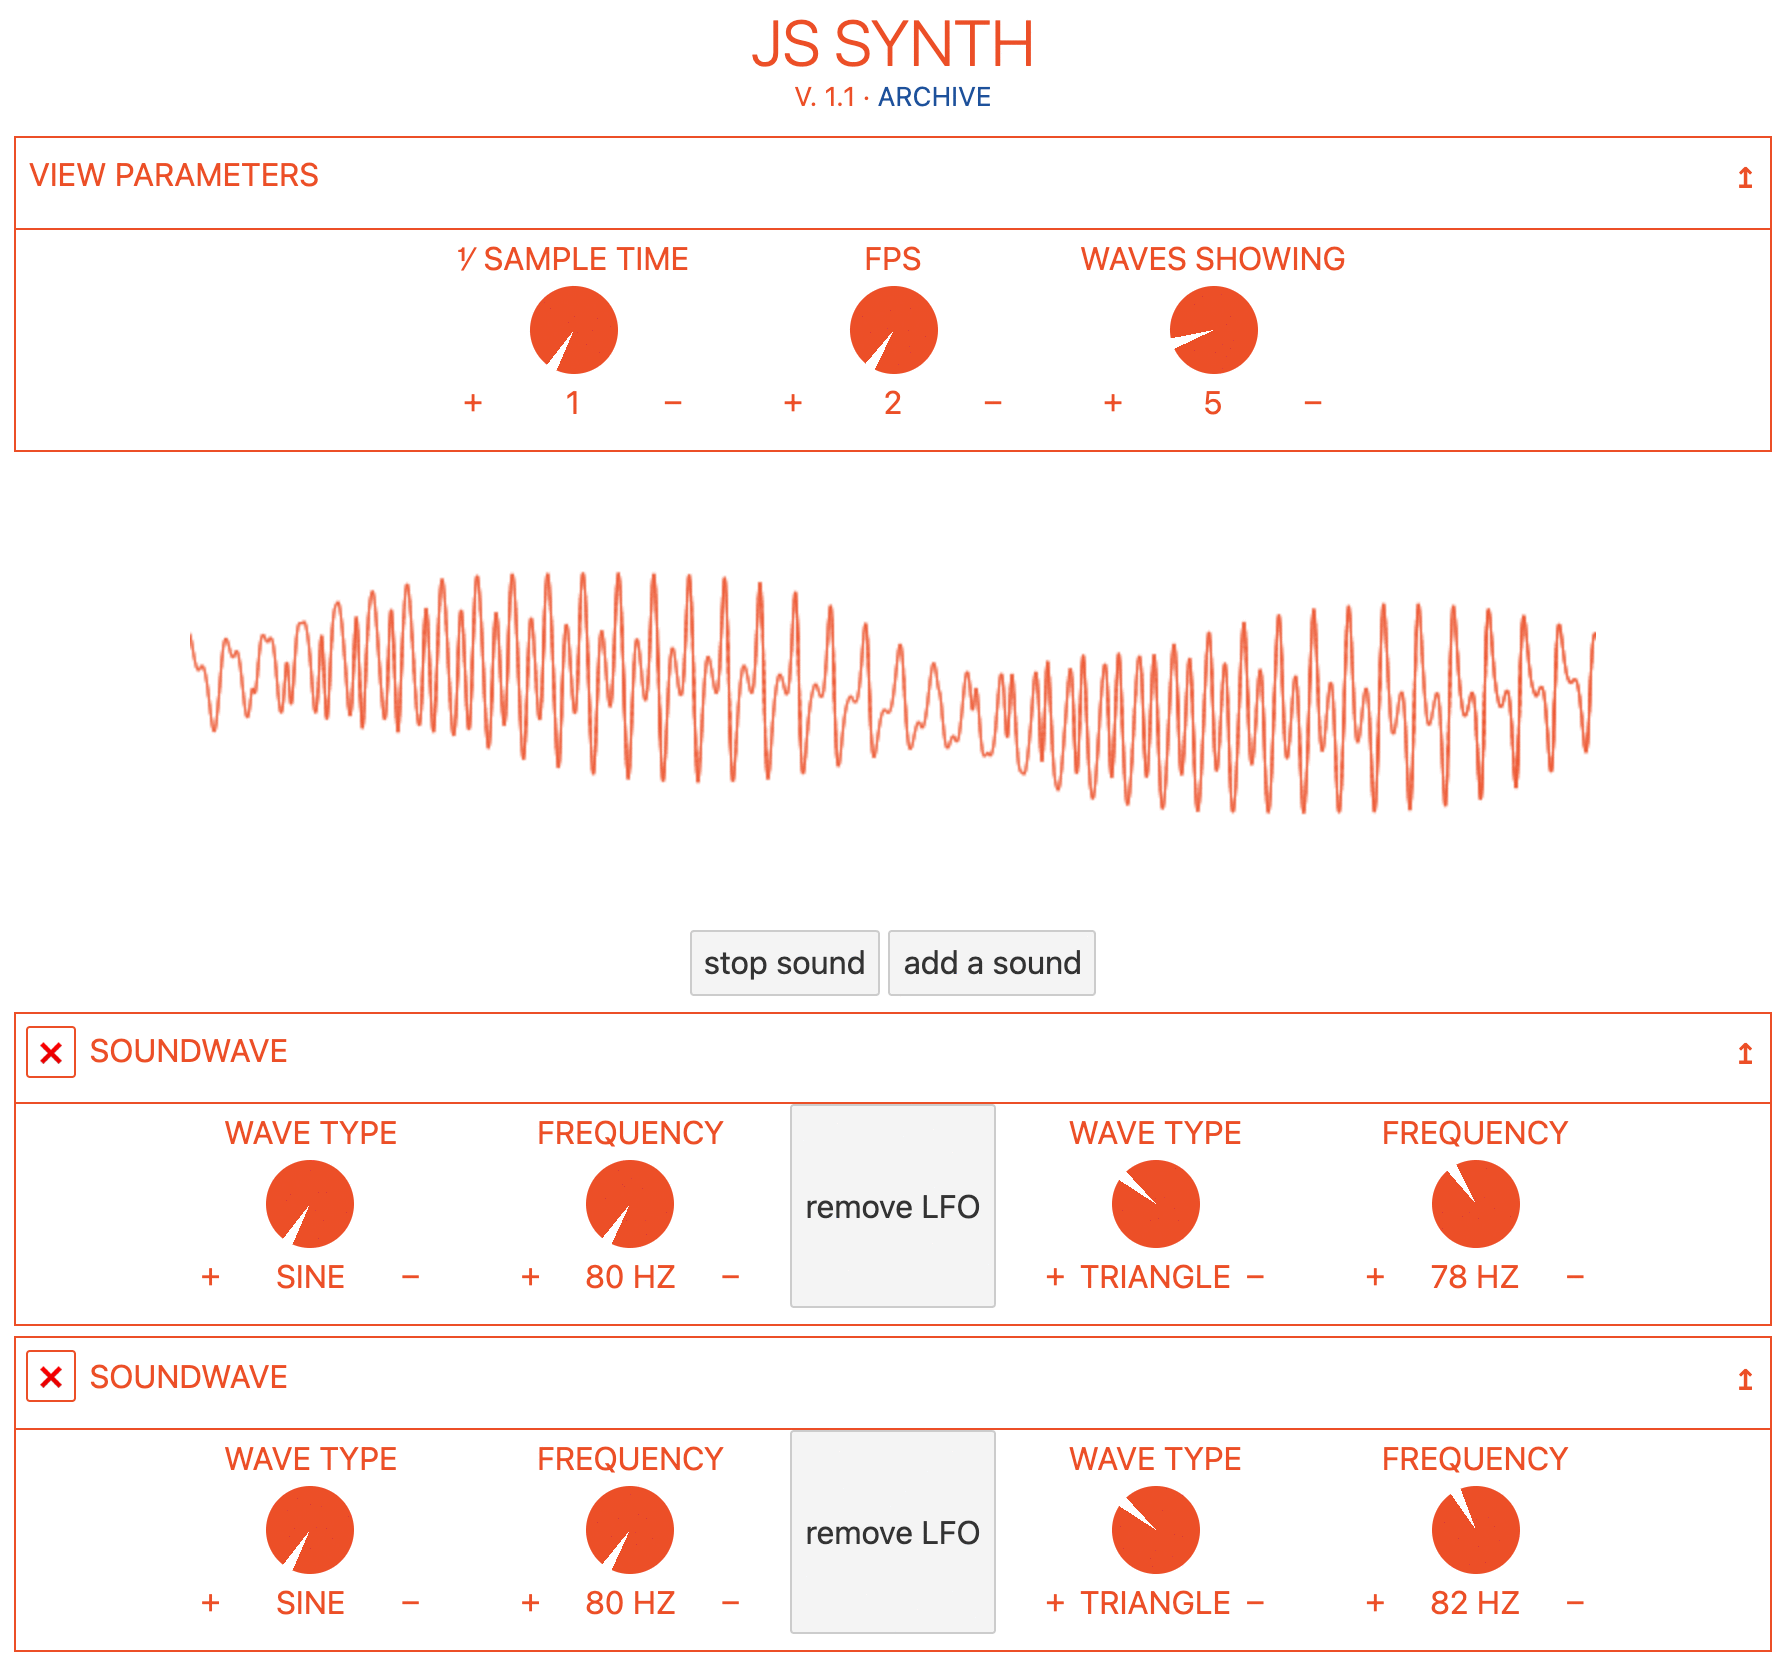 JS SYNTH
V. 1.1 · ARCHIVE
VIEW PARAMETERS ↥
⅟ SAMPLE TIME FPS WAVES SHOWING
+ 1 − + 2 − + 5 −
stop sound add a sound
× SOUNDWAVE ↥
WAVE TYPE FREQUENCY WAVE TYPE FREQUENCY
remove LFO
+ SINE − + 80 HZ − + TRIANGLE − + 78 HZ −
× SOUNDWAVE ↥
WAVE TYPE FREQUENCY WAVE TYPE FREQUENCY
remove LFO
+ SINE − + 80 HZ − + TRIANGLE − + 82 HZ −